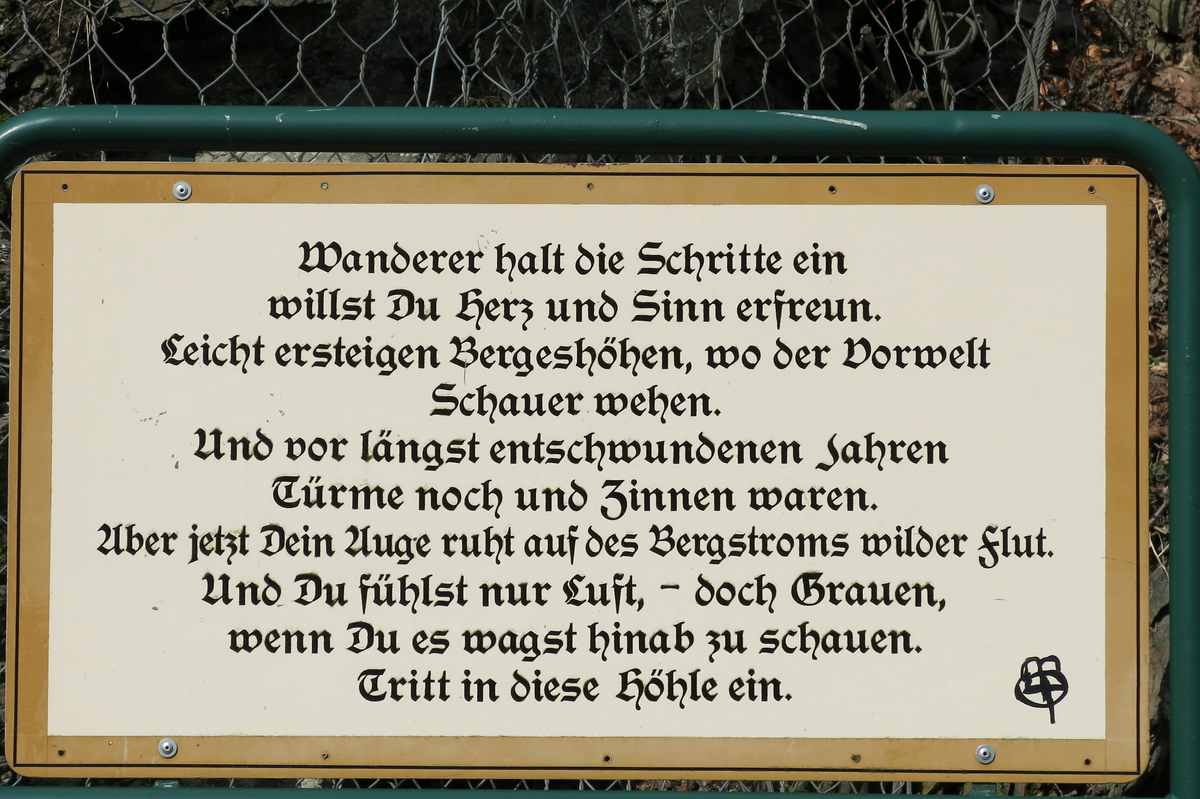 Wanderer halt die Schritte ein
willst Du Herz und Sinn erfreun.
Leicht ersteigen Bergeshöhen, wo der Vorwelt
Schauer wehen.
Und vor längst entschwundenen Jahren
Türme noch und Zinnen waren.
Aber jetzt Dein Auge ruht auf des Bergstroms wilder Flut.
Und Du fühlst nur Luft, – doch Grauen,
wenn Du es wagst hinab zu schauen.
Tritt in diese Höhle ein.